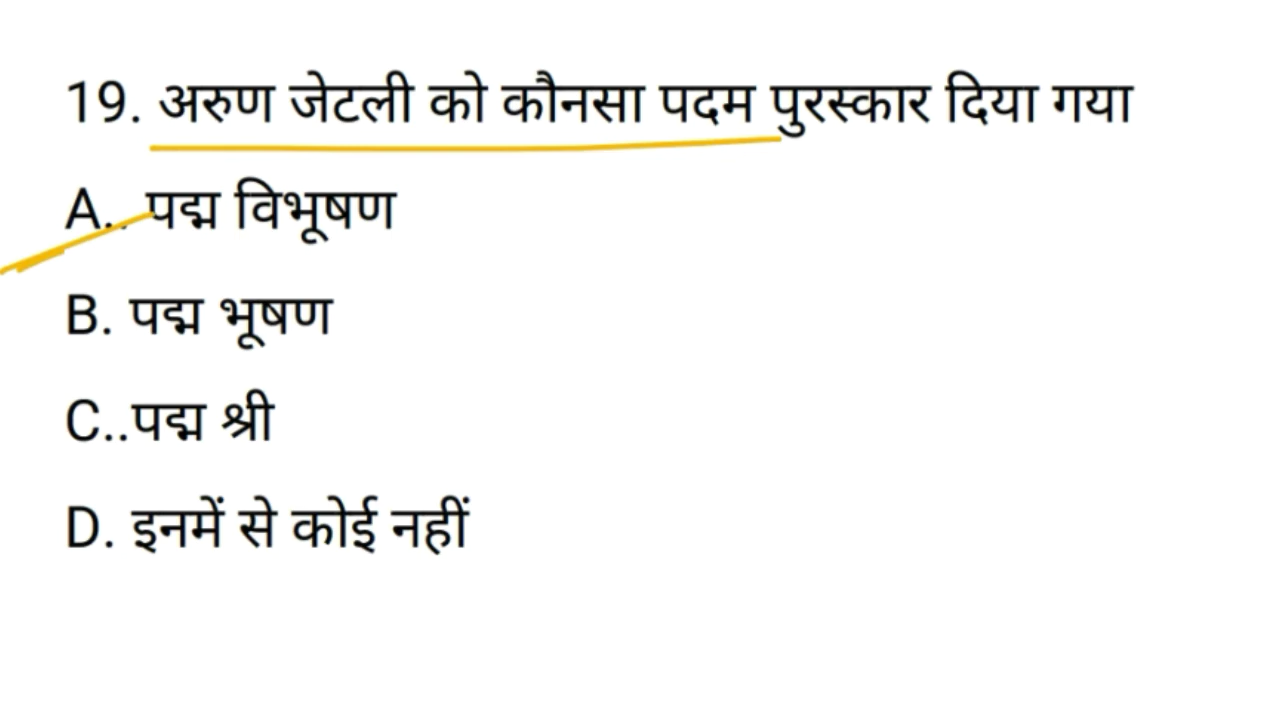 19. अरुण जेटली को कौनसा पदम पुरस्कार दिया गया
A.. पद्म विभूषण
B. पद्म भूषण
C..पद्म श्री
D. इनमें से कोई नहीं